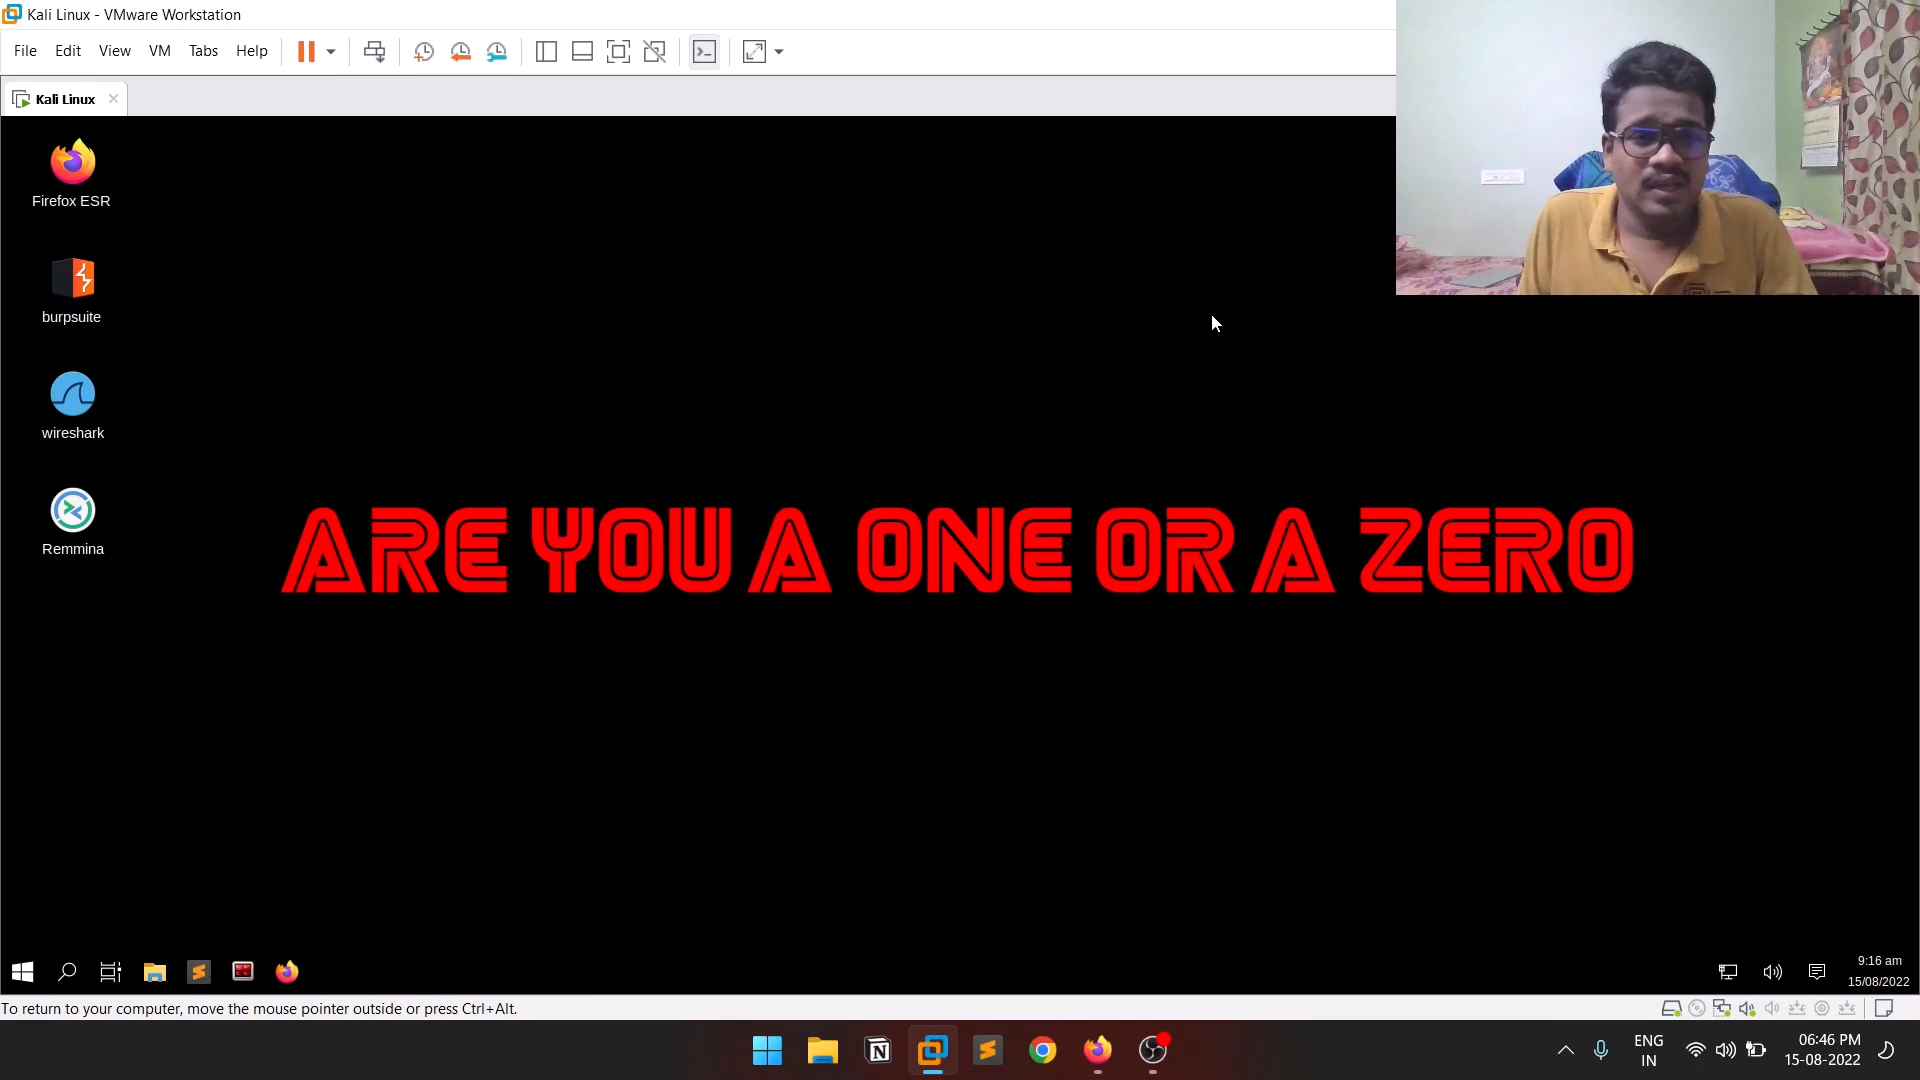 Kali Linux - VMware Workstation
File Edit View VM Tabs Help
Kali Linux
Firefox ESR
burpsuite
wireshark
Remmina
ARE YOU A ONE OR A ZERO
9:16 am
15/08/2022
To return to your computer, move the mouse pointer outside or press Ctrl+Alt.
ENG
IN
06:46 PM
15-08-2022